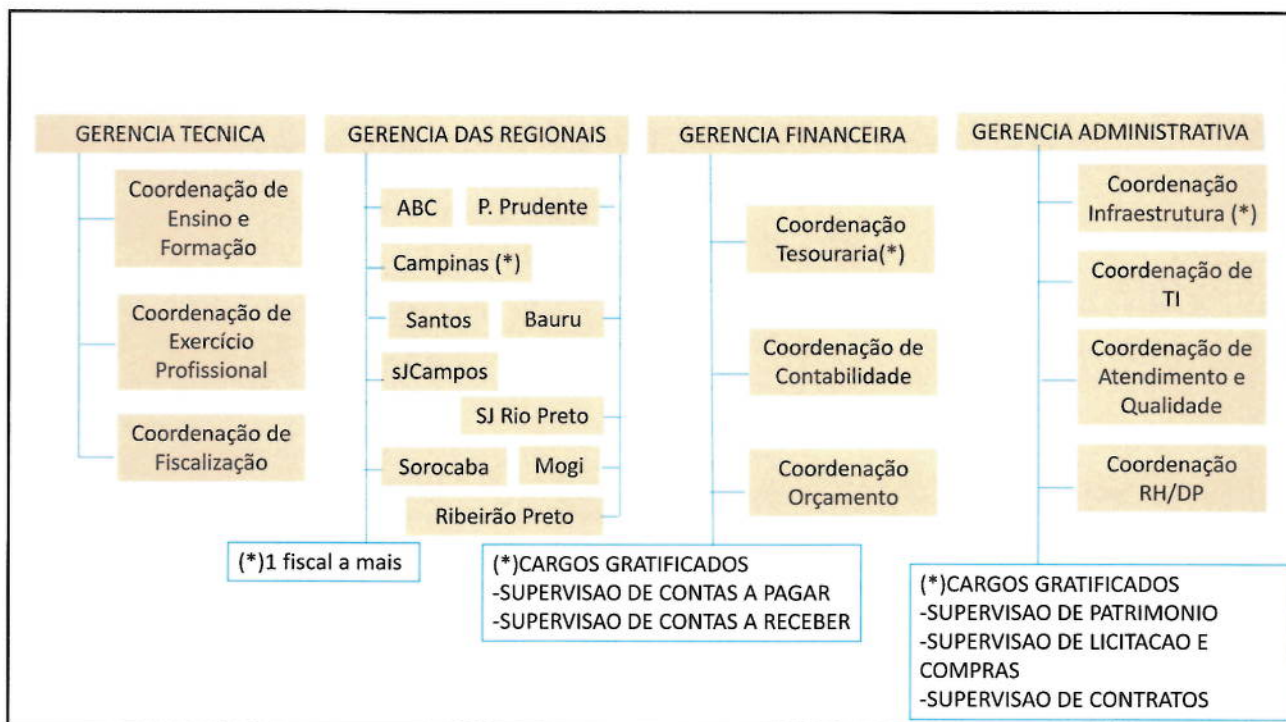 GERENCIA TECNICA
Coordenação de
Ensino e
Formação
Coordenação de
Exercício
Profissional
Coordenação de
Fiscalização
GERENCIA DAS REGIONAIS
ABC
P. Prudente
Campinas (*)
Santos
Bauru
sJCampos
SJ Rio Preto
Sorocaba
Mogi
Ribeirão Preto
(*)1 fiscal a mais
GERENCIA FINANCEIRA
Coordenação
Tesouraria(*)
Coordenação de
Contabilidade
Coordenação
Orçamento
(*)CARGOS GRATIFICADOS
-SUPERVISAO DE CONTAS A PAGAR
-SUPERVISAO DE CONTAS A RECEBER
GERENCIA ADMINISTRATIVA
Coordenação
Infraestrutura (*)
Coordenação de
TI
Coordenação de
Atendimento e
Qualidade
Coordenação
RH/DP
(*)CARGOS GRATIFICADOS
-SUPERVISAO DE PATRIMONIO
-SUPERVISAO DE LICITACAO E
COMPRAS
-SUPERVISAO DE CONTRATOS